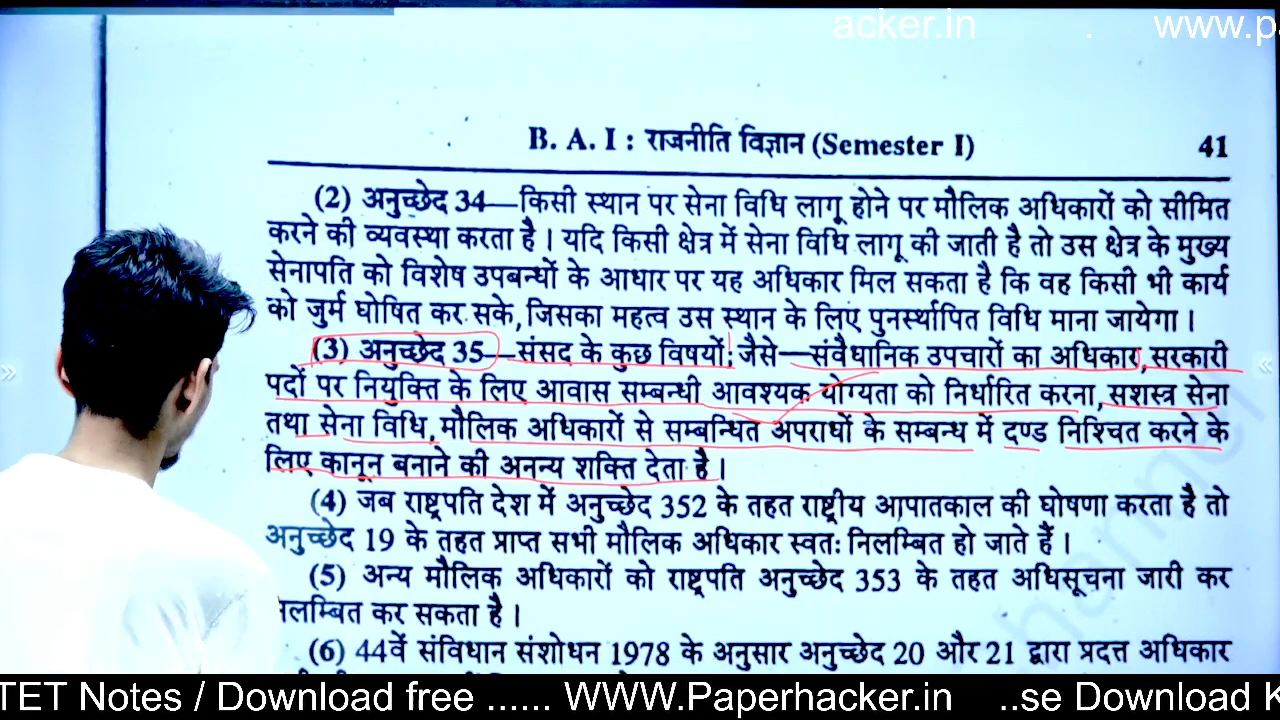 acker.in . www.pa
B. A. I : राजनीति विज्ञान (Semester I) 41
(2) अनुच्छेद 34—किसी स्थान पर सेना विधि लागू होने पर मौलिक अधिकारों को सीमित
करने की व्यवस्था करता है। यदि किसी क्षेत्र में सेना विधि लागू की जाती है तो उस क्षेत्र के मुख्य
सेनापति को विशेष उपबन्धों के आधार पर यह अधिकार मिल सकता है कि वह किसी भी कार्य
को जुर्म घोषित कर सके, जिसका महत्व उस स्थान के लिए पुनर्स्थापित विधि माना जायेगा।
(3) अनुच्छेद 35—संसद के कुछ विषयों; जैसे—संवैधानिक उपचारों का अधिकार, सरकारी
पदों पर नियुक्ति के लिए आवास सम्बन्धी आवश्यक योग्यता को निर्धारित करना, सशस्त्र सेना
तथा सेना विधि, मौलिक अधिकारों से सम्बन्धित अपराधों के सम्बन्ध में दण्ड निश्चित करने के
लिए कानून बनाने की अनन्य शक्ति देता है।
(4) जब राष्ट्रपति देश में अनुच्छेद 352 के तहत राष्ट्रीय आपातकाल की घोषणा करता है तो
अनुच्छेद 19 के तहत प्राप्त सभी मौलिक अधिकार स्वतः निलम्बित हो जाते हैं।
(5) अन्य मौलिक अधिकारों को राष्ट्रपति अनुच्छेद 353 के तहत अधिसूचना जारी कर
निलम्बित कर सकता है।
(6) 44वें संविधान संशोधन 1978 के अनुसार अनुच्छेद 20 और 21 द्वारा प्रदत्त अधिकार
TET Notes / Download free ...... WWW.Paperhacker.in ..se Download K